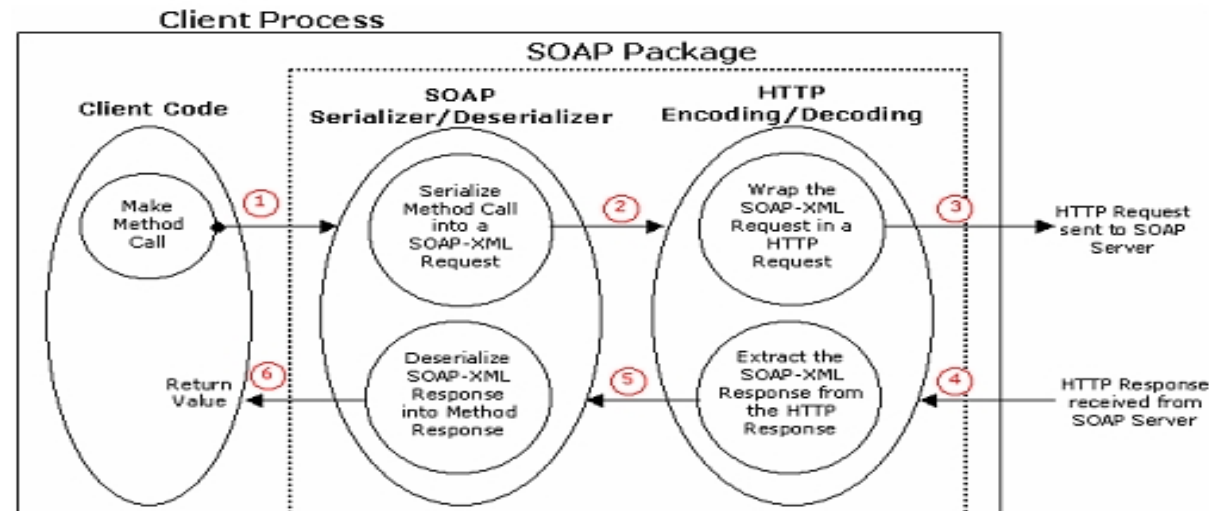 Client Process
SOAP Package
Client Code
SOAP
Serializer/Deserializer
HTTP
Encoding/Decoding
Make
Method
Call
1
Serialize
Method Call
into a
SOAP-XML
Request
2
Wrap the
SOAP-XML
Request in a
HTTP
Request
3
HTTP Request
sent to SOAP
Server
Return
Value
6
Deserialize
SOAP-XML
Response
into Method
Response
5
Extract the
SOAP-XML
Response from
the HTTP
Response
4
HTTP Response
received from
SOAP Server